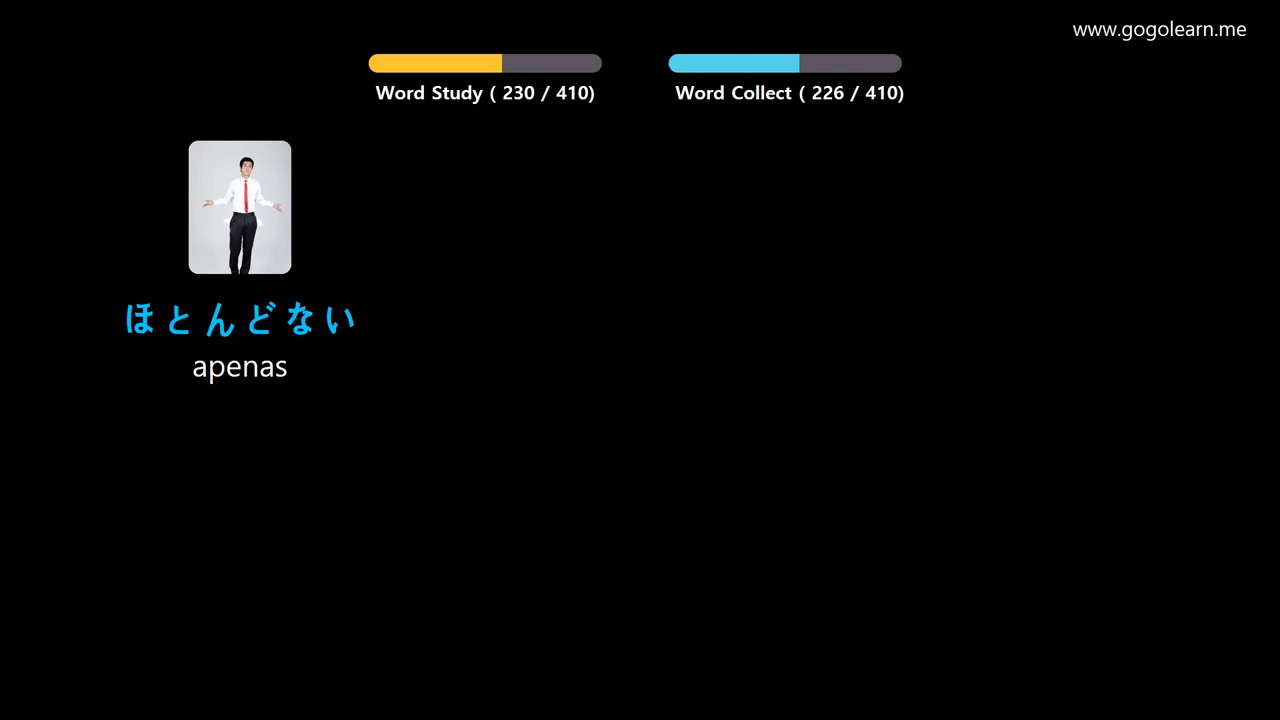 www.gogolearn.me
Word Study ( 230 / 410)
Word Collect ( 226 / 410)
ほとんどない
apenas